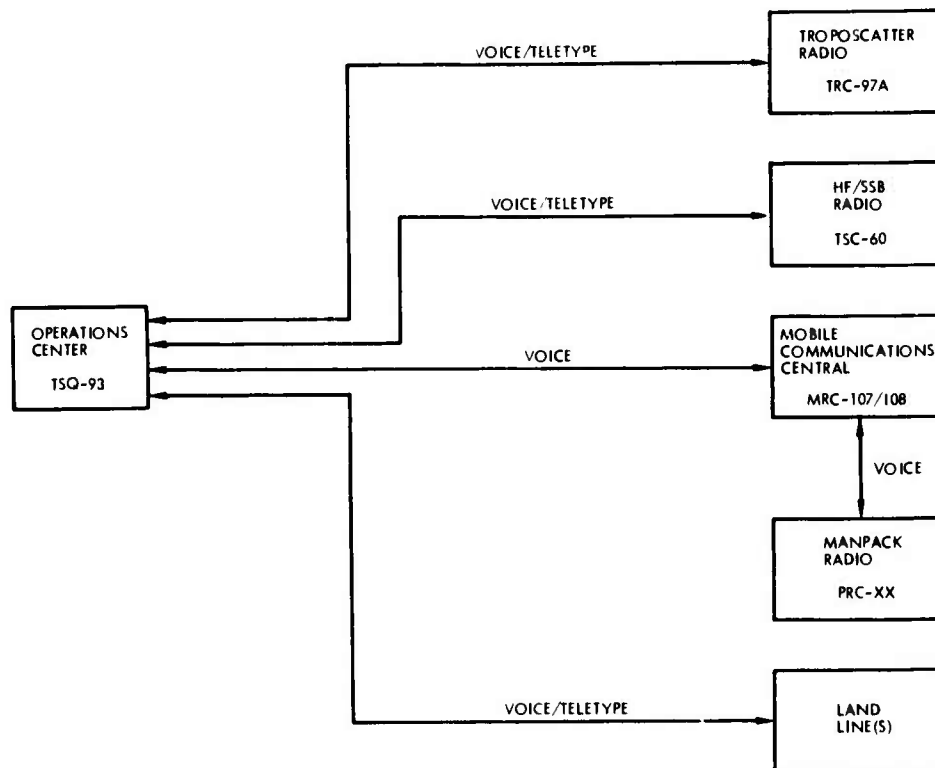 TROPOSCATTER
RADIO
TRC-97A
VOICE/TELETYPE
HF/SSB
RADIO
TSC-60
VOICE/TELETYPE
OPERATIONS
CENTER
TSQ-93
VOICE
MOBILE
COMMUNICATIONS
CENTRAL
MRC-107/108
VOICE
MANPACK
RADIO
PRC-XX
VOICE/TELETYPE
LAND
LINE(S)